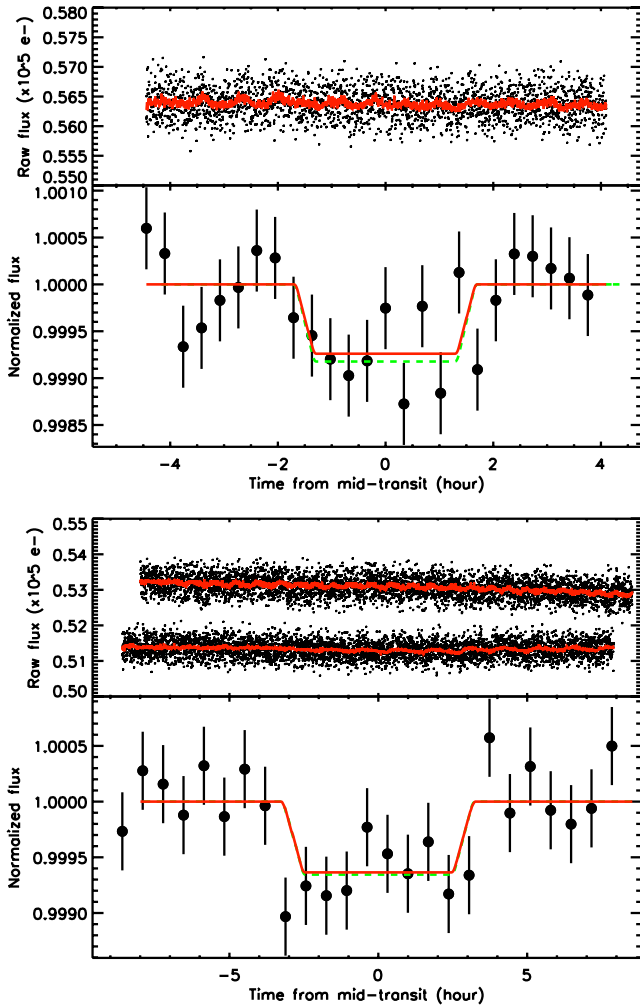 0.580
0.575
0.570
0.565
0.560
0.555
0.550
Raw flux (x10^5 e-)
1.0010
1.0005
1.0000
0.9995
0.9990
0.9985
Normalized flux
-4 -2 0 2 4
Time from mid-transit (hour)
0.55
0.54
0.53
0.52
0.51
0.50
Raw flux (x10^5 e-)
1.0005
1.0000
0.9995
0.9990
Normalized flux
-5 0 5
Time from mid-transit (hour)